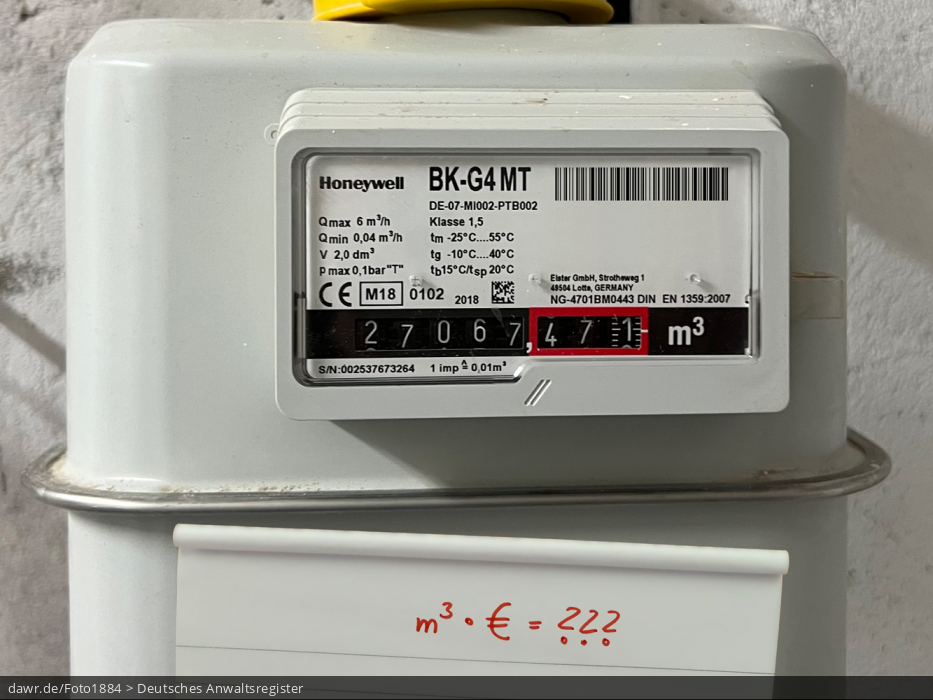 Honeywell
BK-G4 MT
DE-07-MI002-PTB002
Qmax 6 m³/h
Klasse 1,5
Qmin 0,04 m³/h
tm -25°C....55°C
V 2,0 dm³
tg -10°C....40°C
p max 0,1bar"T"
tb15°C/tsp 20°C
Elster GmbH, Strotheweg 1
49504 Lotte, GERMANY
CE M18 0102 2018
NG-4701BM0443 DIN EN 1359:2007
27067,471 m³
S/N:002537673264 1 imp ≙ 0,01m³
m³ · € = ???
dawr.de/Foto1884 > Deutsches Anwaltsregister